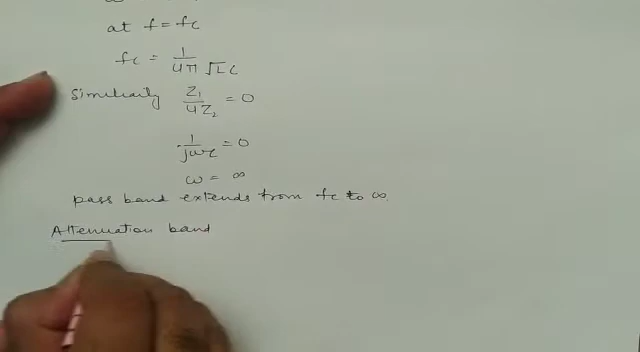 at f = fc
fc = 1/4π√LC
Similarly Z1/4Z2 = 0
1/jωc = 0
ω = ∞
pass band extends from fc to ∞.
Attenuation band